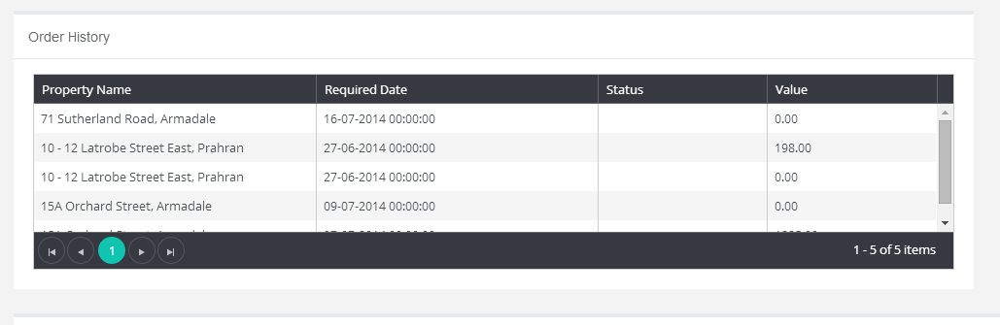 Order History
Property Name Required Date Status Value
71 Sutherland Road, Armadale 16-07-2014 00:00:00 0.00
10 - 12 Latrobe Street East, Prahran 27-06-2014 00:00:00 198.00
10 - 12 Latrobe Street East, Prahran 27-06-2014 00:00:00 0.00
15A Orchard Street, Armadale 09-07-2014 00:00:00 0.00
1 1 - 5 of 5 items